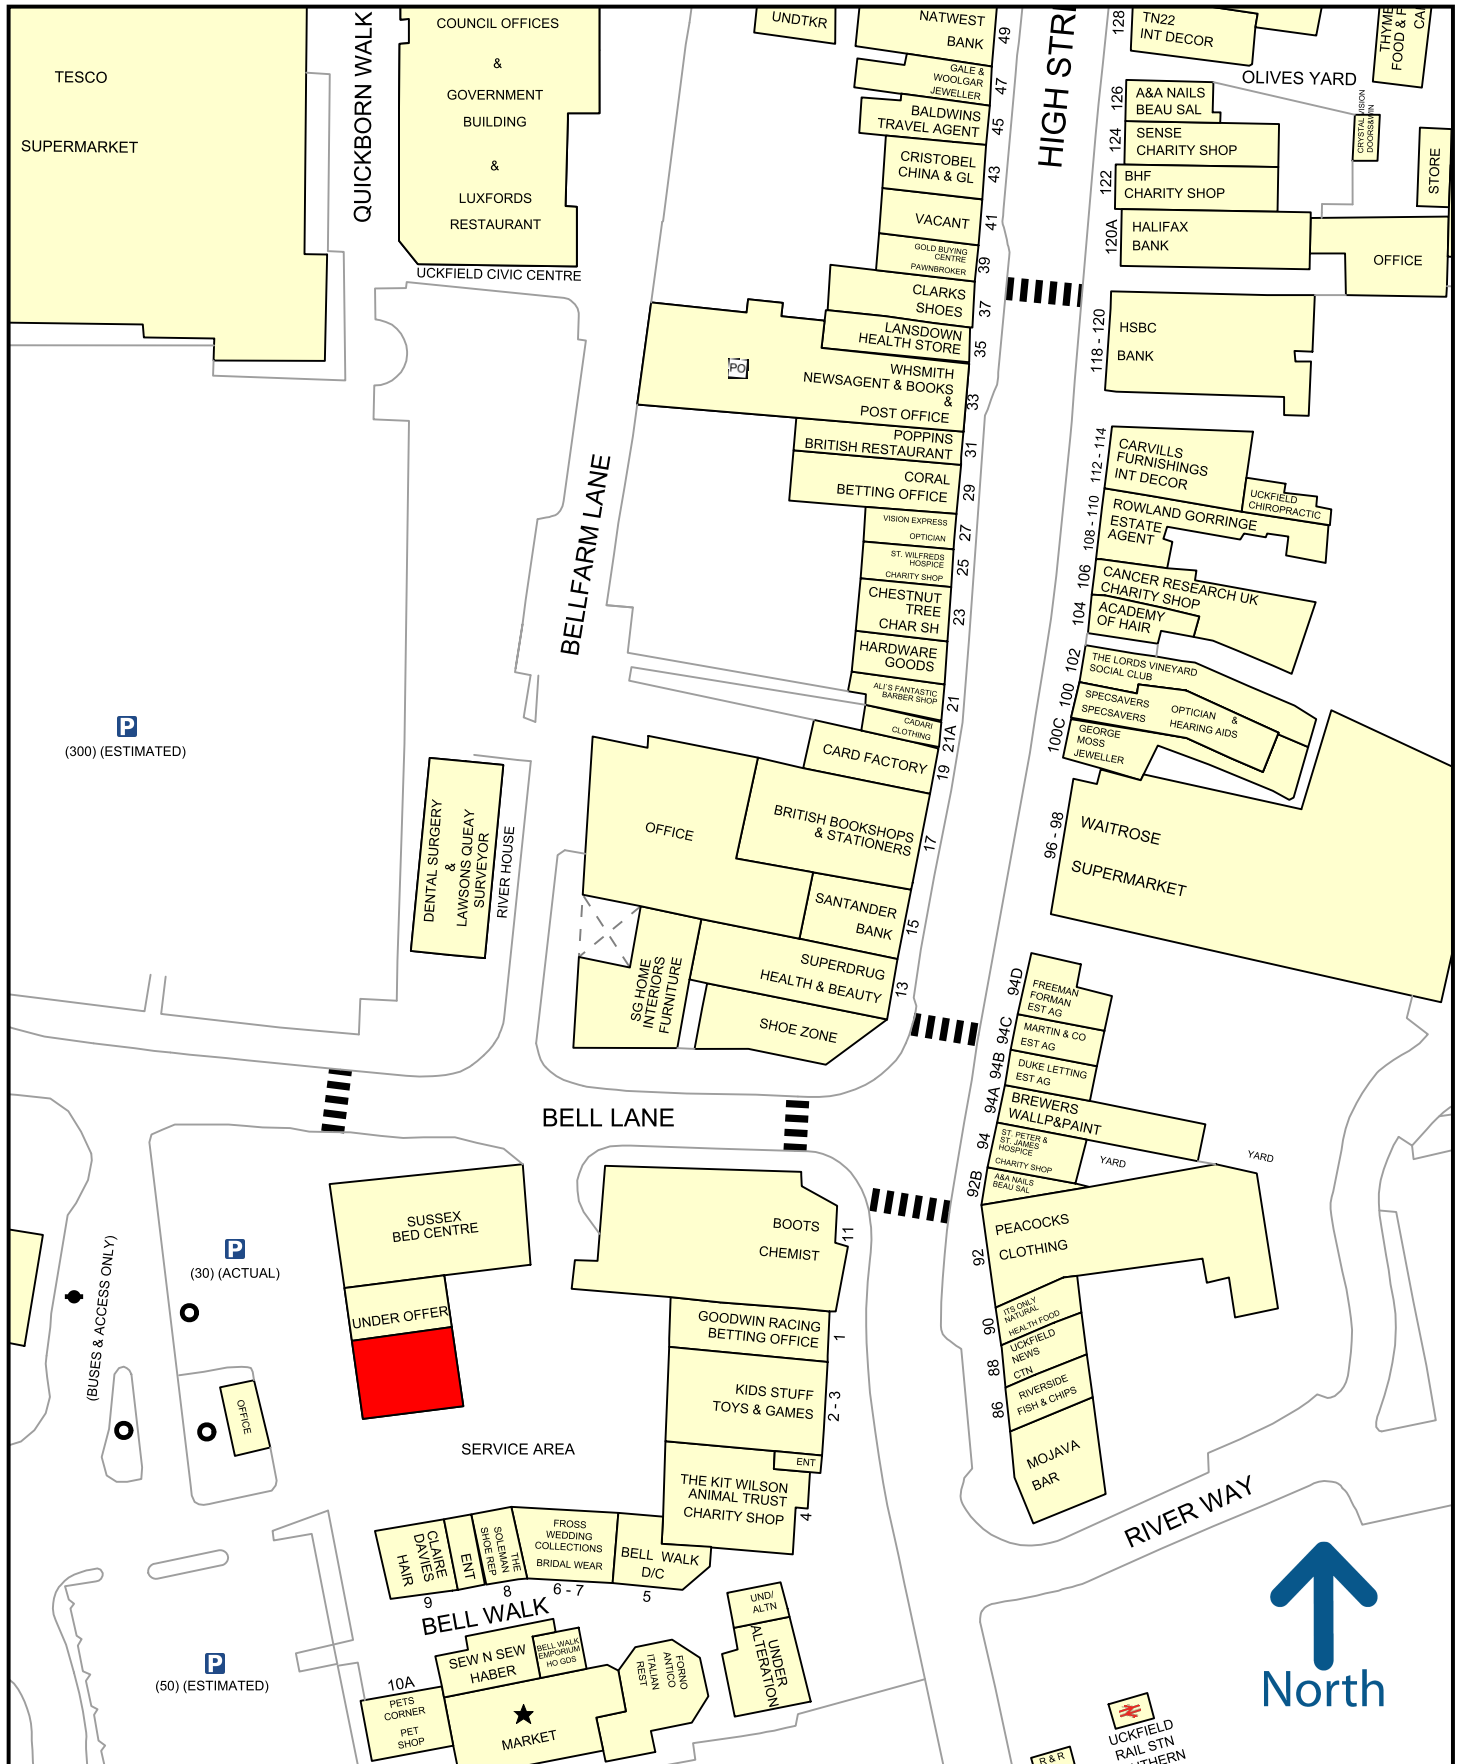 TESCO
SUPERMARKET
QUICKBORN WALK
COUNCIL OFFICES
&
GOVERNMENT
BUILDING
&
LUXFORDS
RESTAURANT
UCKFIELD CIVIC CENTRE
UNDTKR
NATWEST
BANK
49
GALE &
WOOLGAR
JEWELLER
47
BALDWINS
TRAVEL AGENT
45
CRISTOBEL
CHINA & GL
43
VACANT
41
GOLD BUYING
CENTRE
PAWNBROKER
39
CLARKS
SHOES
37
LANSDOWN
HEALTH STORE
35
PO
WHSMITH
NEWSAGENT & BOOKS
&
POST OFFICE
33
POPPINS
BRITISH RESTAURANT
31
CORAL
BETTING OFFICE
29
VISION EXPRESS
OPTICIAN
27
ST. WILFREDS
HOSPICE
CHARITY SHOP
25
CHESTNUT
TREE
CHAR SH
23
HARDWARE
GOODS
ALI'S FANTASTIC
BARBER SHOP
21
CADARI
CLOTHING
21A
CARD FACTORY
19
BRITISH BOOKSHOPS
& STATIONERS
17
OFFICE
SANTANDER
BANK
15
SUPERDRUG
HEALTH & BEAUTY
13
SHOE ZONE
SG HOME
INTERIORS
FURNITURE
HIGH STRE
128
TN22
INT DECOR
THYME
FOOD & F
CA
OLIVES YARD
126
A&A NAILS
BEAU SAL
124
SENSE
CHARITY SHOP
122
BHF
CHARITY SHOP
120A
HALIFAX
BANK
CRYSTAL VISION
DOORS&WIN
STORE
OFFICE
118 - 120
HSBC
BANK
112 - 114
CARVILLS
FURNISHINGS
INT DECOR
UCKFIELD
CHIROPRACTIC
108 - 110
ROWLAND GORRINGE
ESTATE
AGENT
106
CANCER RESEARCH UK
CHARITY SHOP
104
ACADEMY
OF HAIR
102
THE LORDS VINEYARD
SOCIAL CLUB
100
SPECSAVERS OPTICIAN &
SPECSAVERS HEARING AIDS
100C
GEORGE
MOSS
JEWELLER
96 - 98
WAITROSE
SUPERMARKET
94D
FREEMAN
FORMAN
EST AG
94C
MARTIN & CO
EST AG
94B
DUKE LETTING
EST AG
94A
BREWERS
WALLP&PAINT
94
ST. PETER &
ST. JAMES
HOSPICE
CHARITY SHOP
YARD
YARD
92B
A&A NAILS
BEAU SAL
92
PEACOCKS
CLOTHING
90
ITS ONLY
NATURAL
HEALTH FOOD
88
UCKFIELD
NEWS
CTN
86
RIVERSIDE
FISH & CHIPS
MOJAVA
BAR
RIVER WAY
BELLFARM LANE
P
(300) (ESTIMATED)
DENTAL SURGERY
&
LAWSONS QUEAY
SURVEYOR
RIVER HOUSE
BELL LANE
SUSSEX
BED CENTRE
UNDER OFFER
P
(30) (ACTUAL)
(BUSES & ACCESS ONLY)
OFFICE
SERVICE AREA
BOOTS
CHEMIST
11
GOODWIN RACING
BETTING OFFICE
1
KIDS STUFF
TOYS & GAMES
2 - 3
ENT
THE KIT WILSON
ANIMAL TRUST
CHARITY SHOP
4
CLAIRE
DAVIES
HAIR
9
ENT
THE
SOLEMAN
SHOE REP
8
FROSS
WEDDING
COLLECTIONS
BRIDAL WEAR
6 - 7
BELL WALK
D/C
5
BELL WALK
P
(50) (ESTIMATED)
SEW N SEW
HABER
BELL WALK
EMPORIUM
HO GDS
10A
PETS
CORNER
PET
SHOP
MARKET
FORNO
ANTICO
ITALIAN
REST
UND/
ALTN
UNDER
ALTERATION
North
UCKFIELD
RAIL STN
THERN
R & R